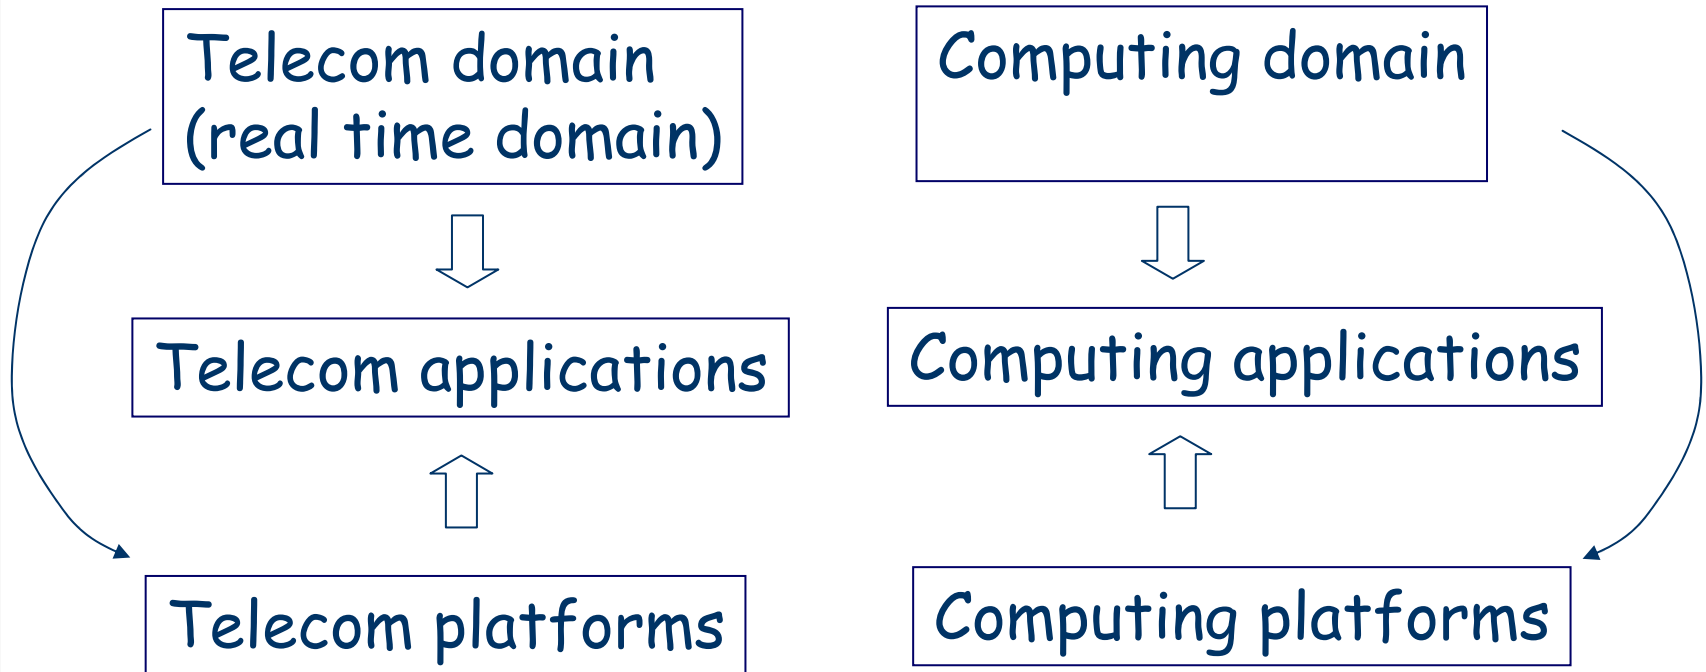 Telecom domain
(real time domain)
Computing domain
Telecom applications
Computing applications
Telecom platforms
Computing platforms